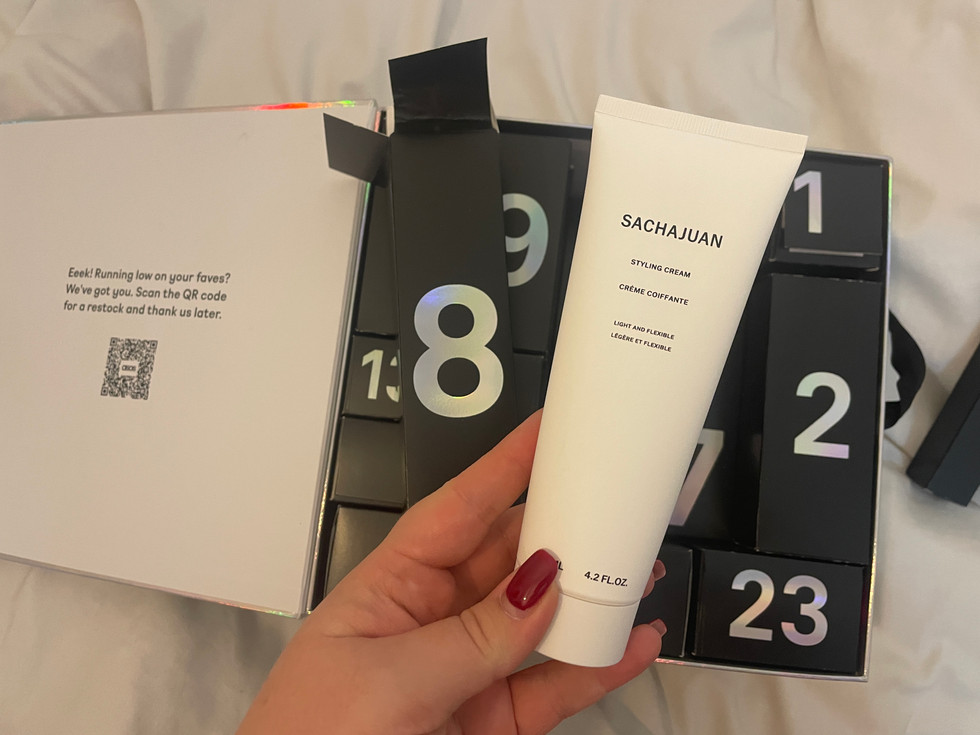 Eeek! Running low on your faves?
We've got you. Scan the QR code
for a restock and thank us later.
asos
8
9
13
SACHAJUAN
STYLING CREAM
CRÈME COIFFANTE
LIGHT AND FLEXIBLE
LÉGÈRE ET FLEXIBLE
4.2 FL.OZ.
1
2
7
23